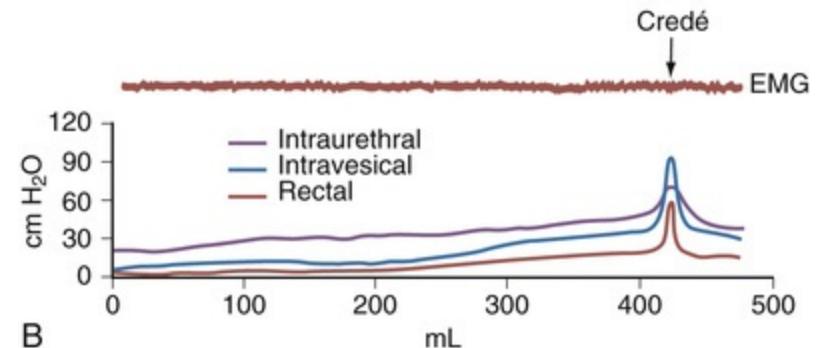 Credé
EMG
120
90
60
30
0
cm H₂O
Intraurethral
Intravesical
Rectal
0 100 200 300 400 500
mL
B